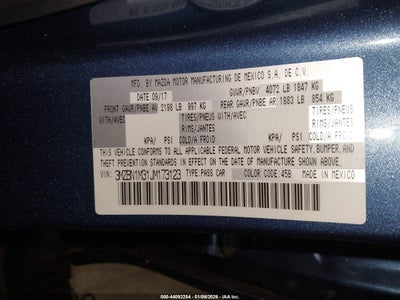 MFD. BY MAZDA MOTOR MANUFACTURING DE MEXICO S.A. DE C.V.
DATE 09/17 GVWR/PNBV 4072 LB 1847 KG
FRONT GAWR/PNBE AV 2198 LB 997 KG REAR GAWR/PNBE AR 1883 LB 854 KG
WITH/AVEC TIRES/PNEUS WITH/AVEC TIRES/PNEUS
RIMS/JANTES RIMS/JANTES
KPA/ PSI COLD/A FROID KPA/ PSI COLD/A FROID
THIS VEHICLE CONFORMS TO ALL APPLICABLE FEDERAL MOTOR VEHICLE SAFETY, BUMPER, AND
THEFT PREVENTION STANDARDS IN EFFECT ON THE DATE OF MANUFACTURE SHOWN ABOVE.
VIN: 3MZBN1M31JM173123 TYPE: PASS CAR COLOR CODE: 45B MADE IN MEXICO
000-44092264 - 01/06/2026 - © IAA Inc.